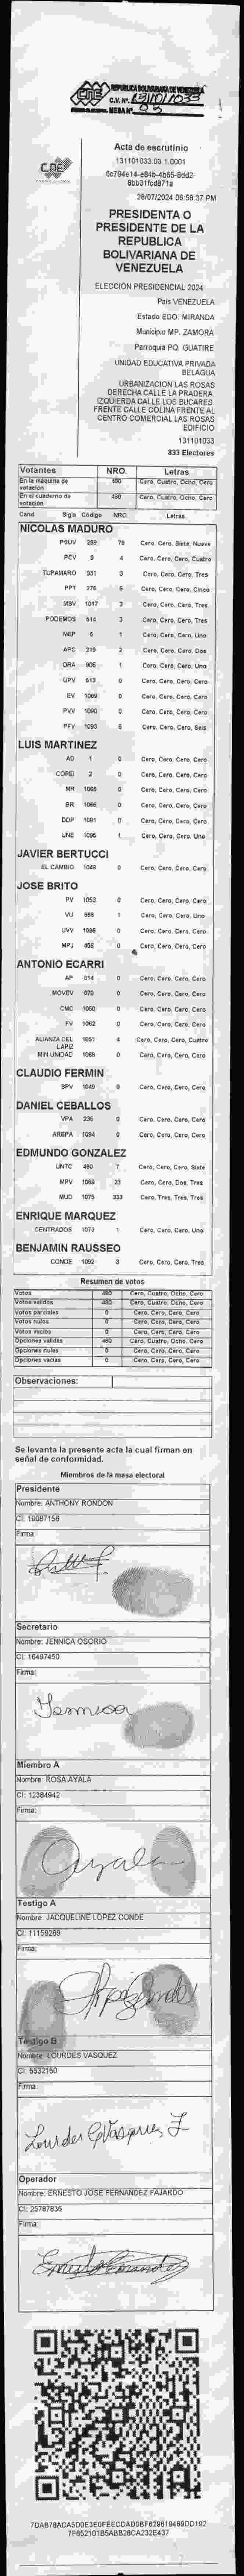 CNE REPUBLICA BOLIVARIANA DE VENEZUELA
C.V. Nº. 131101033
MESA Nº 03
CNE
Acta de escrutinio
131101033.03.1.0001
28/07/2024 06:58:37 PM
PRESIDENTA O
PRESIDENTE DE LA
REPUBLICA
BOLIVARIANA DE
VENEZUELA
ELECCIÓN PRESIDENCIAL 2024
Pais VENEZUELA
Estado EDO. MIRANDA
Municipio MP. ZAMORA
Parroquia PQ. GUATIRE
UNIDAD EDUCATIVA PRIVADA
BELAGUA
URBANIZACION LAS ROSAS
DERECHA CALLE LA PRADERA.
IZQUIERDA CALLE LOS BUCARES.
FRENTE CALLE COLINA FRENTE AL
CENTRO COMERCIAL LAS ROSAS
EDIFICIO
131101033
833 Electores
Votantes NRO. Letras
En la máquina de votación 480 Cero, Cuatro, Ocho, Cero
En el cuaderno de votación 480 Cero, Cuatro, Ocho, Cero
Cand. Sigla Código NRO. Letras
NICOLAS MADURO
PSUV 289 79 Cero, Cero, Siete, Nueve
PCV 9 4 Cero, Cero, Cero, Cuatro
TUPAMARO 931 3 Cero, Cero, Cero, Tres
PPT 276 5 Cero, Cero, Cero, Cinco
MSV 1017 3 Cero, Cero, Cero, Tres
PODEMOS 514 3 Cero, Cero, Cero, Tres
MEP 6 1 Cero, Cero, Cero, Uno
APC 219 2 Cero, Cero, Cero, Dos
ORA 905 1 Cero, Cero, Cero, Uno
UPV 613 0 Cero, Cero, Cero, Cero
EV 1089 0 Cero, Cero, Cero, Cero
PVV 1090 0 Cero, Cero, Cero, Cero
PFV 1093 6 Cero, Cero, Cero, Seis
LUIS MARTINEZ
AD 1 0 Cero, Cero, Cero, Cero
COPEI 2 0 Cero, Cero, Cero, Cero
MR 1065 0 Cero, Cero, Cero, Cero
BR 1066 0 Cero, Cero, Cero, Cero
DDP 1091 0 Cero, Cero, Cero, Cero
UNE 1095 1 Cero, Cero, Cero, Uno
JAVIER BERTUCCI
EL CAMBIO 1048 0 Cero, Cero, Cero, Cero
JOSE BRITO
PV 1053 0 Cero, Cero, Cero, Cero
VU 868 1 Cero, Cero, Cero, Uno
UVV 1096 0 Cero, Cero, Cero, Cero
MPJ 458 0 Cero, Cero, Cero, Cero
ANTONIO ECARRI
AP 814 0 Cero, Cero, Cero, Cero
MOVEV 679 0 Cero, Cero, Cero, Cero
CMC 1050 0 Cero, Cero, Cero, Cero
FV 1062 0 Cero, Cero, Cero, Cero
ALIANZA DEL LAPIZ 1051 4 Cero, Cero, Cero, Cuatro
MIN UNIDAD 1069 0 Cero, Cero, Cero, Cero
CLAUDIO FERMIN
SPV 1049 0 Cero, Cero, Cero, Cero
DANIEL CEBALLOS
VPA 236 0 Cero, Cero, Cero, Cero
AREPA 1094 0 Cero, Cero, Cero, Cero
EDMUNDO GONZALEZ
UNTC 460 7 Cero, Cero, Cero, Siete
MPV 1068 23 Cero, Cero, Dos, Tres
MUD 1075 333 Cero, Tres, Tres, Tres
ENRIQUE MARQUEZ
CENTRADOS 1073 1 Cero, Cero, Cero, Uno
BENJAMIN RAUSSEO
CONDE 1092 3 Cero, Cero, Cero, Tres
Resumen de votos
Votos 480 Cero, Cuatro, Ocho, Cero
Votos validos 480 Cero, Cuatro, Ocho, Cero
Votos parciales 0 Cero, Cero, Cero, Cero
Votos nulos 0 Cero, Cero, Cero, Cero
Votos vacios 0 Cero, Cero, Cero, Cero
Opciones validas 480 Cero, Cuatro, Ocho, Cero
Opciones nulas 0 Cero, Cero, Cero, Cero
Opciones vacias 0 Cero, Cero, Cero, Cero
Observaciones:
Se levanta la presente acta la cual firman en
señal de conformidad.
Miembros de la mesa electoral
Presidente
Nombre: ANTHONY RONDON
CI: 19087156
Firma:
Secretario
Nombre: JENNICA OSORIO
CI: 16497450
Firma:
Miembro A
Nombre: ROSA AYALA
CI: 12384942
Firma:
Ayala
Testigo A
Nombre: JACQUELINE LOPEZ CONDE
CI: 11159269
Firma:
Testigo B
Nombre: LOURDES VASQUEZ
CI: 5532150
Firma:
Operador
Nombre: ERNESTO JOSE FERNANDEZ FAJARDO
CI: 25787835
Firma: